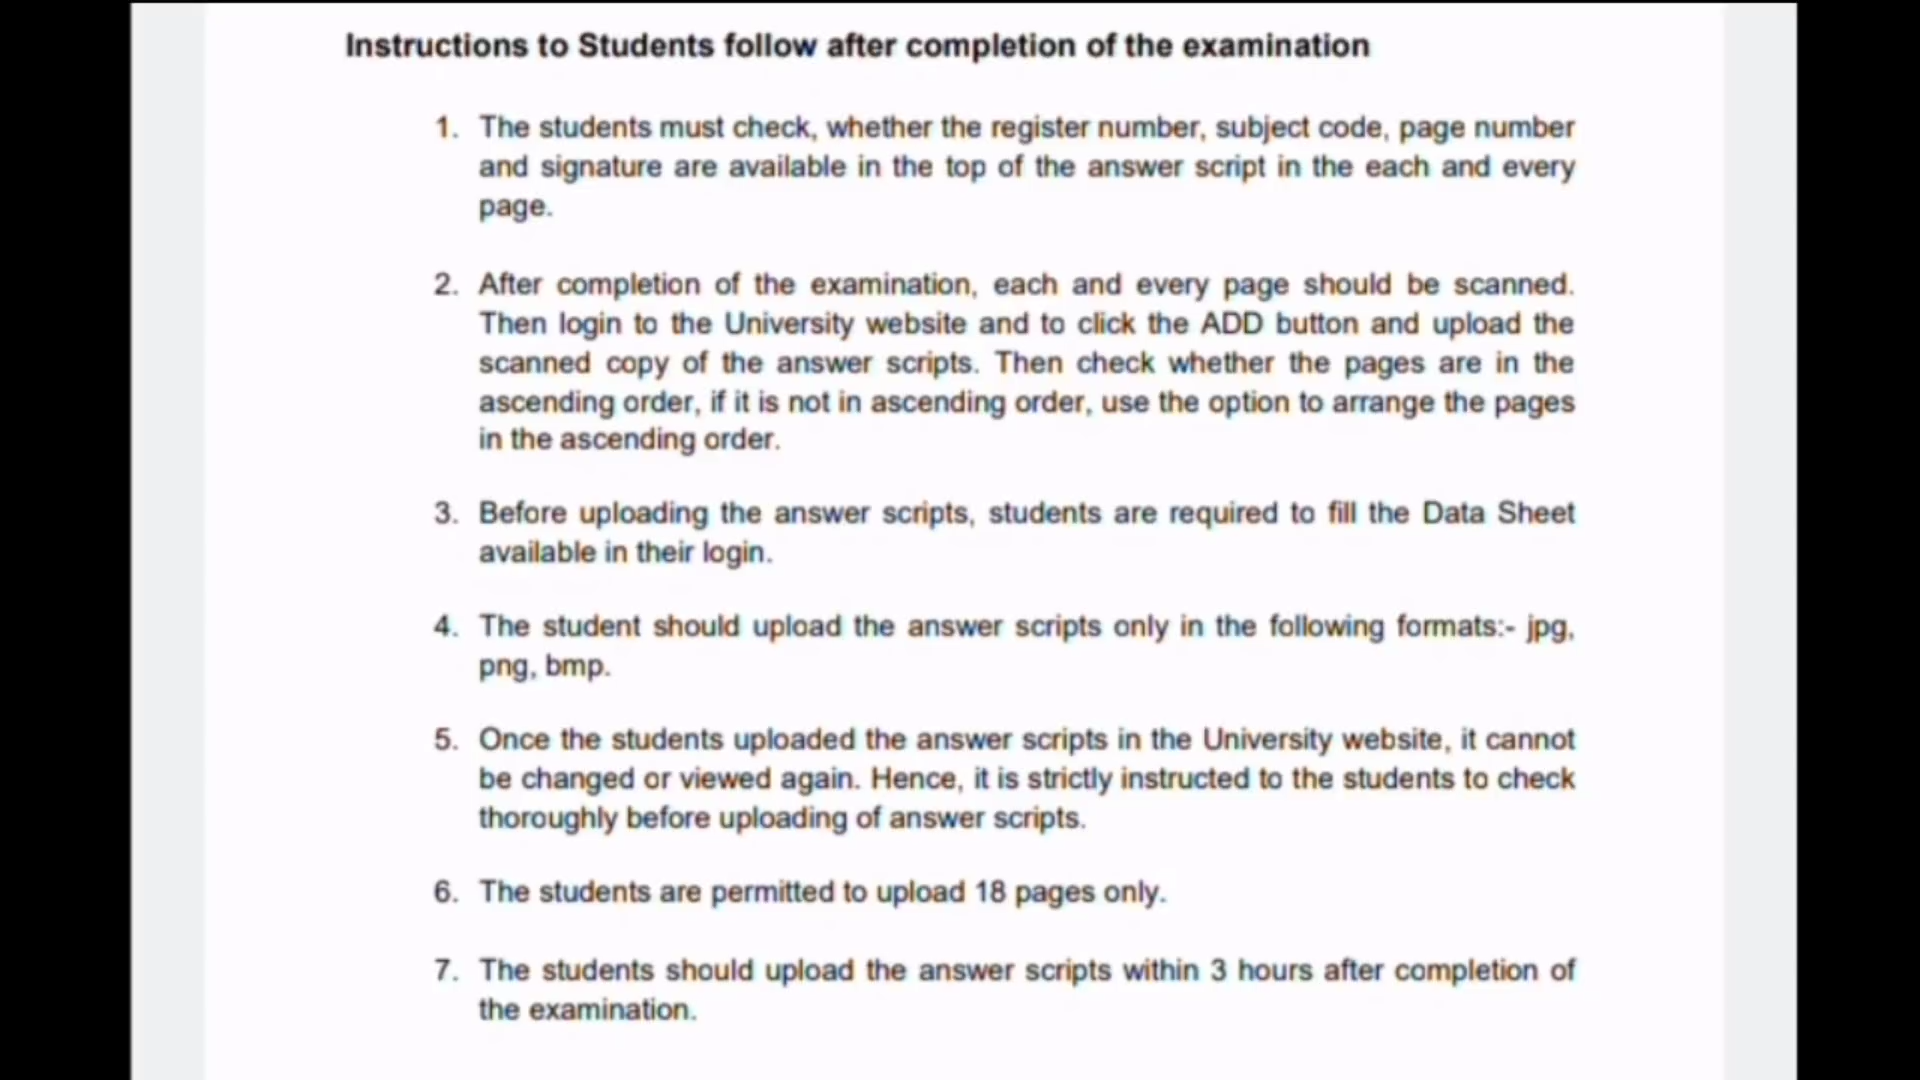 Instructions to Students follow after completion of the examination
1. The students must check, whether the register number, subject code, page number
and signature are available in the top of the answer script in the each and every
page.
2. After completion of the examination, each and every page should be scanned.
Then login to the University website and to click the ADD button and upload the
scanned copy of the answer scripts. Then check whether the pages are in the
ascending order, if it is not in ascending order, use the option to arrange the pages
in the ascending order.
3. Before uploading the answer scripts, students are required to fill the Data Sheet
available in their login.
4. The student should upload the answer scripts only in the following formats:- jpg,
png, bmp.
5. Once the students uploaded the answer scripts in the University website, it cannot
be changed or viewed again. Hence, it is strictly instructed to the students to check
thoroughly before uploading of answer scripts.
6. The students are permitted to upload 18 pages only.
7. The students should upload the answer scripts within 3 hours after completion of
the examination.